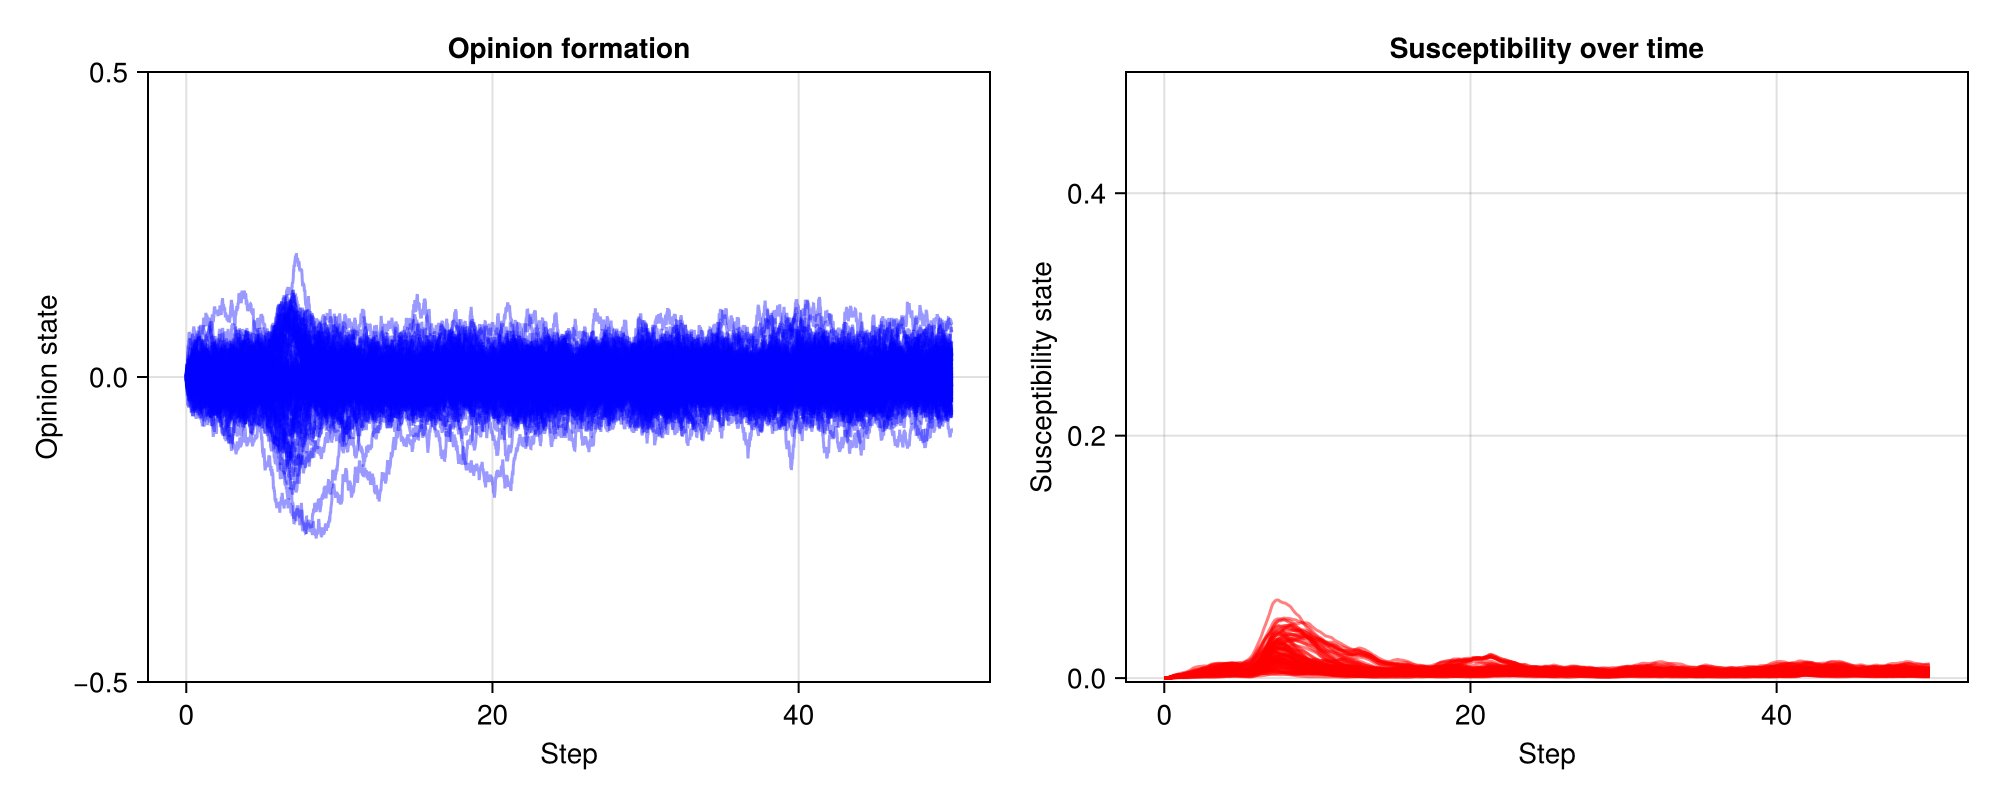 Opinion formation
0.5
0.0
−0.5
Opinion state
0 20 40
Step
Susceptibility over time
0.4
0.2
0.0
Susceptibility state
0 20 40
Step